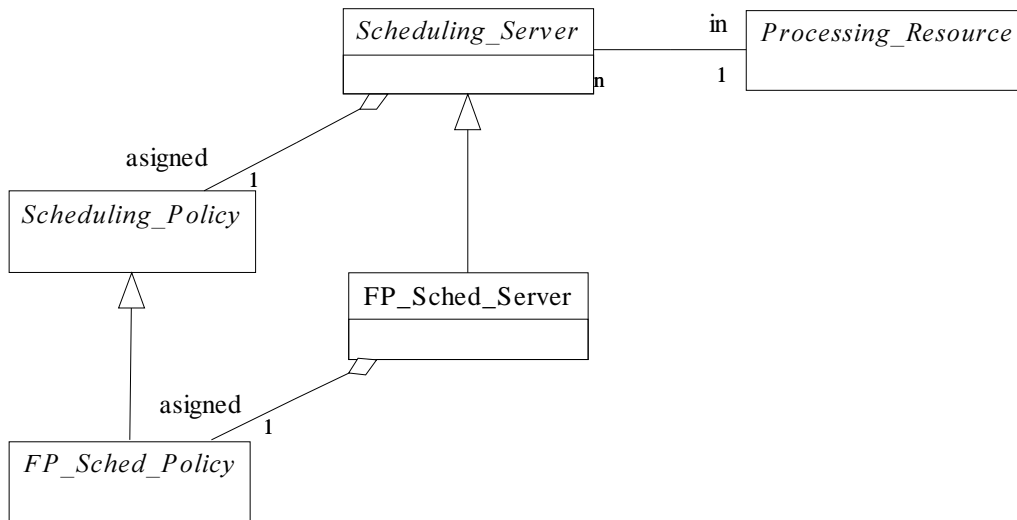 Scheduling_Server
in
Processing_Resource
n
1
asigned
1
Scheduling_Policy
FP_Sched_Server
asigned
1
FP_Sched_Policy